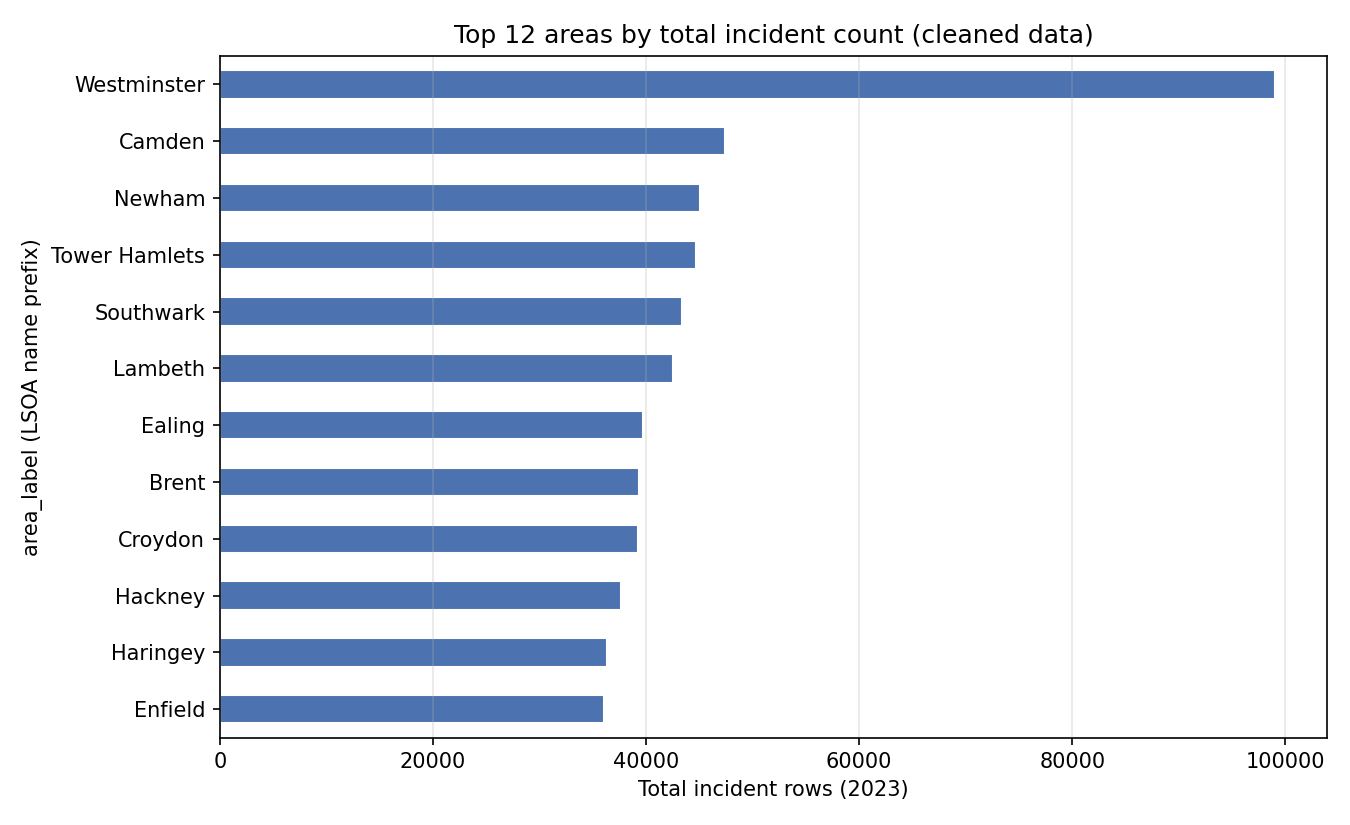 Top 12 areas by total incident count (cleaned data)
area_label (LSOA name prefix)
Westminster
Camden
Newham
Tower Hamlets
Southwark
Lambeth
Ealing
Brent
Croydon
Hackney
Haringey
Enfield
0 20000 40000 60000 80000 100000
Total incident rows (2023)